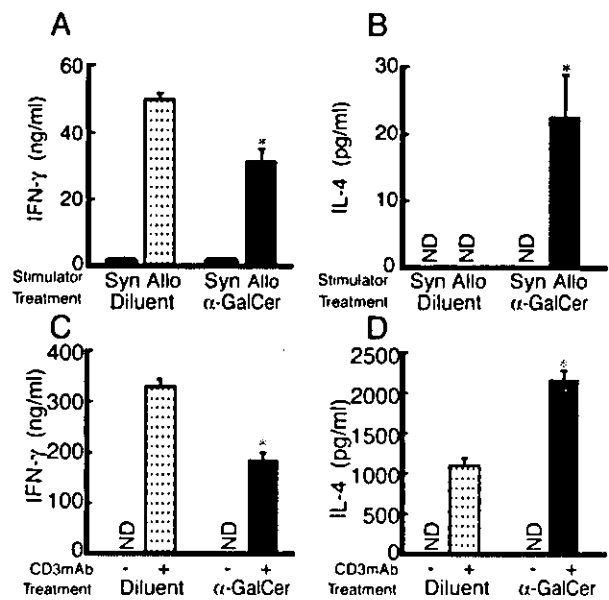 A
IFN-γ (ng/ml)
60
40
20
0
Stimulator Syn Allo Syn Allo
Treatment Diluent α-GalCer
B
IL-4 (pg/ml)
30
20
10
0
*
ND ND ND
Stimulator Syn Allo Syn Allo
Treatment Diluent α-GalCer
*
C
IFN-γ (ng/ml)
400
300
200
100
0
*
ND ND
CD3mAb - + - +
Treatment Diluent α-GalCer
D
IL-4 (pg/ml)
2500
2000
1500
1000
500
0
*
ND ND
CD3mAb - + - +
Treatment Diluent α-GalCer